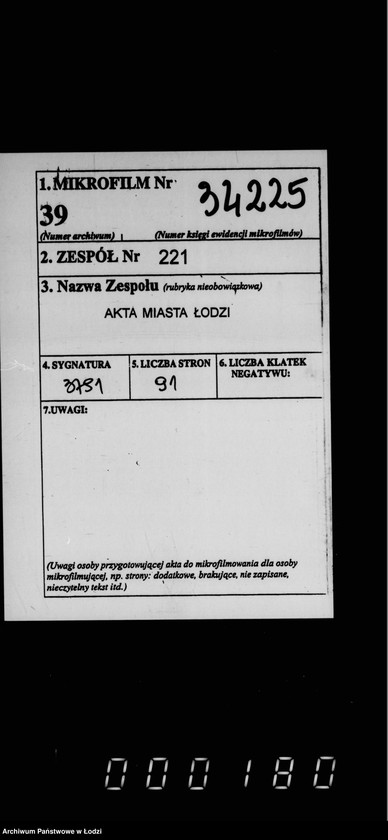 1. MIKROFILM Nr 34225
39
(Numer archiwum) (Numer księgi ewidencji mikrofilmów)
2. ZESPÓŁ Nr 221
3. Nazwa Zespołu (rubryka nieobowiązkowa)
AKTA MIASTA ŁODZI
4. SYGNATURA 5. LICZBA STRON 6. LICZBA KLATEK
NEGATYWU:
91
7.UWAGI:
(Uwagi osoby przygotowującej akta do mikrofilmowania dla osoby
mikrofilmującej, np. strony: dodatkowe, brakujące, nie zapisane,
nieczytelny tekst itd.)
000180
Archiwum Państwowe w Łodzi